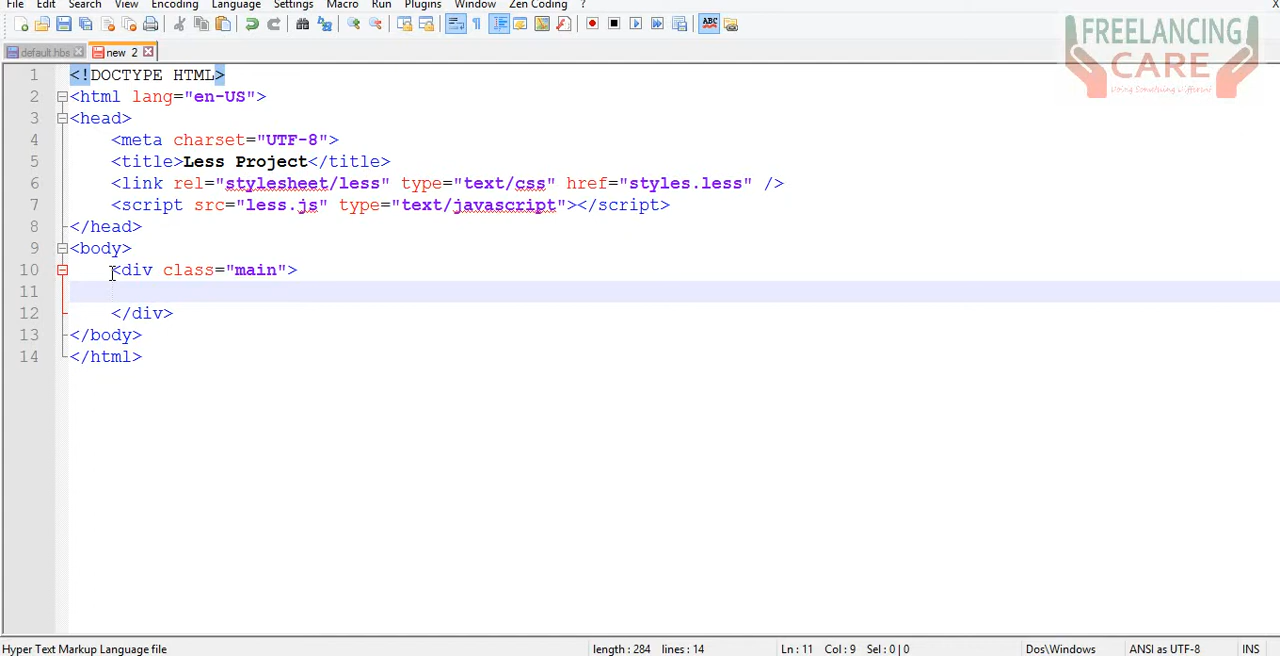 File Edit Search View Encoding Language Settings Macro Run Plugins Window Zen Coding ? X
ABC
default.hbs new 2
FREELANCING
CARE
Doing Something Different
1 <!DOCTYPE HTML>
2 <html lang="en-US">
3 <head>
4 <meta charset="UTF-8">
5 <title>Less Project</title>
6 <link rel="stylesheet/less" type="text/css" href="styles.less" />
7 <script src="less.js" type="text/javascript"></script>
8 </head>
9 <body>
10 <div class="main">
11
12 </div>
13 </body>
14 </html>
Hyper Text Markup Language file length : 284 lines : 14 Ln : 11 Col : 9 Sel : 0 | 0 Dos\Windows ANSI as UTF-8 INS